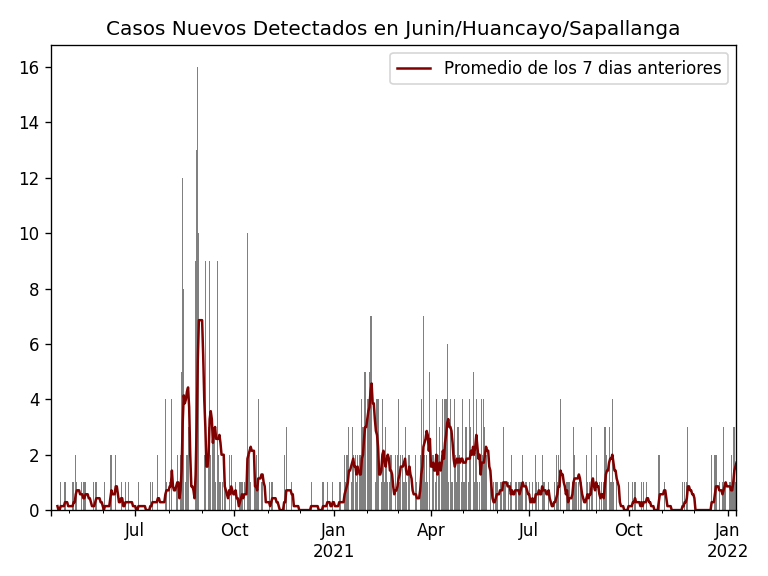 Casos Nuevos Detectados en Junin/Huancayo/Sapallanga
Promedio de los 7 dias anteriores
16
14
12
10
8
6
4
2
0
Jul
Oct
Jan
2021
Apr
Jul
Oct
Jan
2022